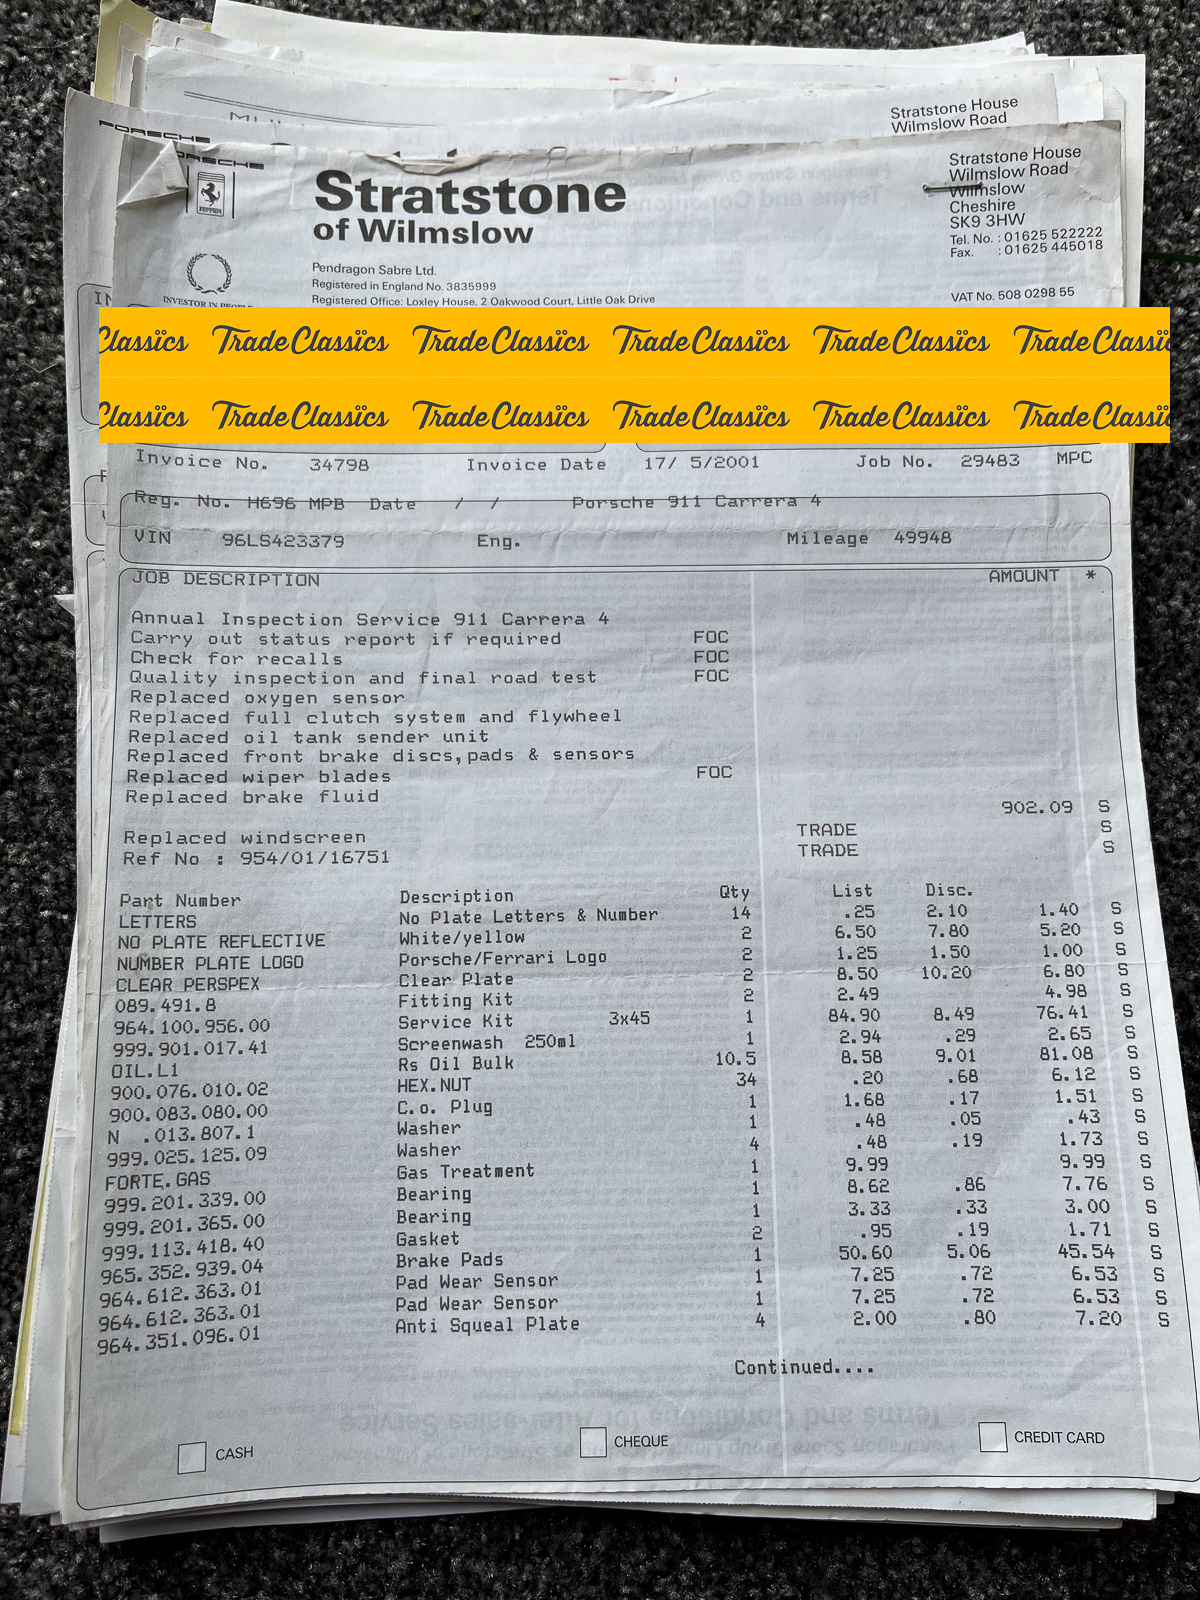 Stratstone House
Wilmslow Road
PORSCHE
PORSCHE
FERRARI
Stratstone
of Wilmslow
Stratstone House
Wilmslow Road
Wilmslow
Cheshire
SK9 3HW
Tel. No. : 01625 522222
Fax. : 01625 445018
INVESTOR IN PEOPLE
Pendragon Sabre Ltd.
Registered in England No. 3835999
Registered Office: Loxley House, 2 Oakwood Court, Little Oak Drive
VAT No. 508 0298 55
Classics TradeClassics TradeClassics TradeClassics TradeClassics TradeClassi
Classics TradeClassics TradeClassics TradeClassics TradeClassics TradeClassi
Invoice No. 34798 Invoice Date 17/ 5/2001 Job No. 29483 MPC
Reg. No. H696 MPB Date / / Porsche 911 Carrera 4
VIN 96LS423379 Eng. Mileage 49948
JOB DESCRIPTION AMOUNT *
Annual Inspection Service 911 Carrera 4
Carry out status report if required FOC
Check for recalls FOC
Quality inspection and final road test FOC
Replaced oxygen sensor
Replaced full clutch system and flywheel
Replaced oil tank sender unit
Replaced front brake discs,pads & sensors
Replaced wiper blades FOC
Replaced brake fluid
902.09 S
Replaced windscreen TRADE S
Ref No : 954/01/16751 TRADE S
Part Number Description Qty List Disc.
LETTERS No Plate Letters & Number 14 .25 2.10 1.40 S
NO PLATE REFLECTIVE White/yellow 2 6.50 7.80 5.20 S
NUMBER PLATE LOGO Porsche/Ferrari Logo 2 1.25 1.50 1.00 S
CLEAR PERSPEX Clear Plate 2 8.50 10.20 6.80 S
089.491.8 Fitting Kit 2 2.49 4.98 S
964.100.956.00 Service Kit 3x45 1 84.90 8.49 76.41 S
999.901.017.41 Screenwash 250ml 1 2.94 .29 2.65 S
OIL.L1 Rs Oil Bulk 10.5 8.58 9.01 81.08 S
900.076.010.02 HEX.NUT 34 .20 .68 6.12 S
900.083.080.00 C.o. Plug 1 1.68 .17 1.51 S
N .013.807.1 Washer 1 .48 .05 .43 S
999.025.125.09 Washer 4 .48 .19 1.73 S
FORTE.GAS Gas Treatment 1 9.99 9.99 S
999.201.339.00 Bearing 1 8.62 .86 7.76 S
999.201.365.00 Bearing 1 3.33 .33 3.00 S
999.113.418.40 Gasket 2 .95 .19 1.71 S
965.352.939.04 Brake Pads 1 50.60 5.06 45.54 S
964.612.363.01 Pad Wear Sensor 1 7.25 .72 6.53 S
964.612.363.01 Pad Wear Sensor 1 7.25 .72 6.53 S
964.351.096.01 Anti Squeal Plate 4 2.00 .80 7.20 S
Continued....
CASH CHEQUE CREDIT CARD